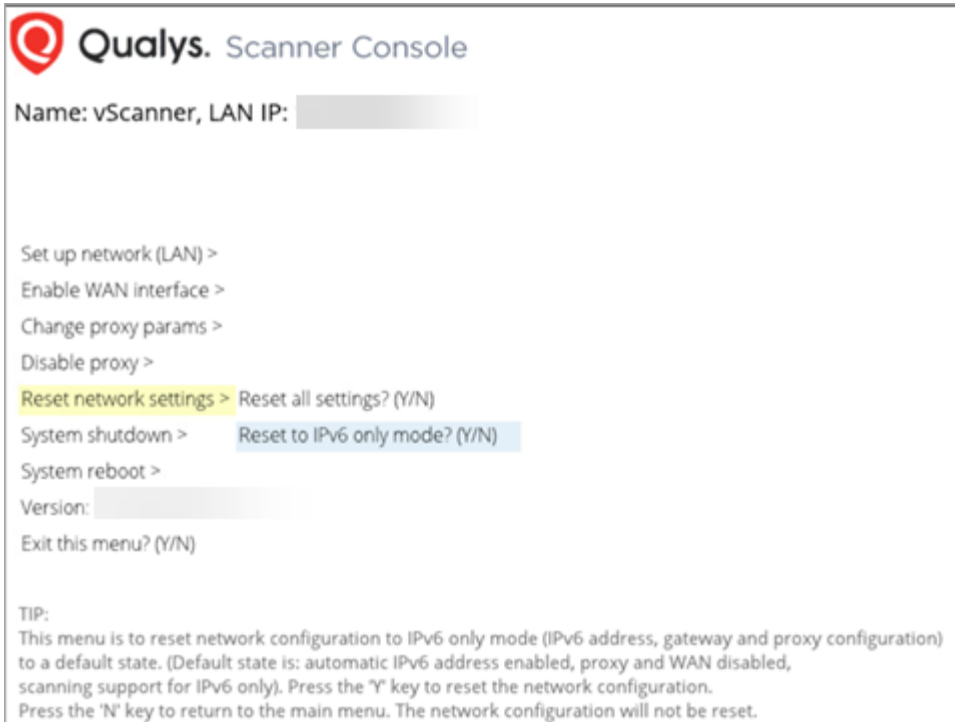 Qualys. Scanner Console
Name: vScanner, LAN IP:
Set up network (LAN) >
Enable WAN interface >
Change proxy params >
Disable proxy >
Reset network settings > Reset all settings? (Y/N)
System shutdown > Reset to IPv6 only mode? (Y/N)
System reboot >
Version:
Exit this menu? (Y/N)
TIP:
This menu is to reset network configuration to IPv6 only mode (IPv6 address, gateway and proxy configuration)
to a default state. (Default state is: automatic IPv6 address enabled, proxy and WAN disabled,
scanning support for IPv6 only). Press the 'Y' key to reset the network configuration.
Press the 'N' key to return to the main menu. The network configuration will not be reset.